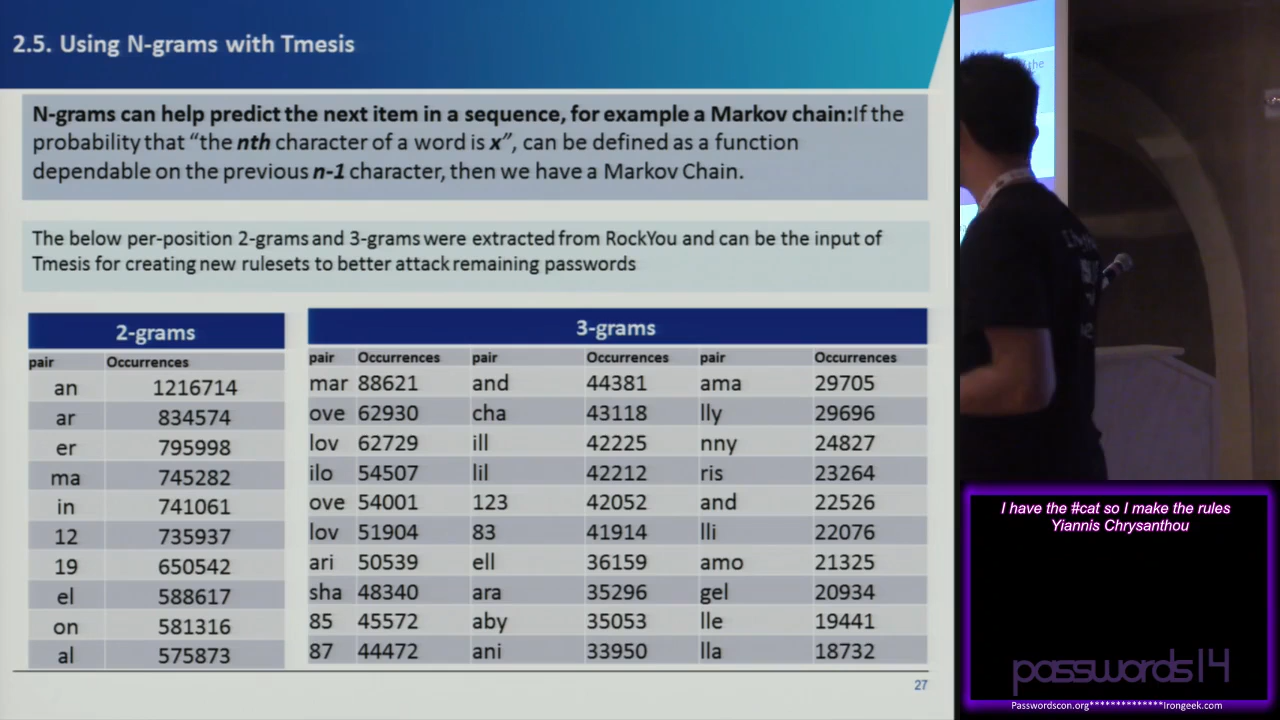 2.5. Using N-grams with Tmesis
N-grams can help predict the next item in a sequence, for example a Markov chain:If the
probability that “the nth character of a word is x”, can be defined as a function
dependable on the previous n-1 character, then we have a Markov Chain.
The below per-position 2-grams and 3-grams were extracted from RockYou and can be the input of
Tmesis for creating new rulesets to better attack remaining passwords
2-grams
pair Occurrences
an 1216714
ar 834574
er 795998
ma 745282
in 741061
12 735937
19 650542
el 588617
on 581316
al 575873
3-grams
pair Occurrences pair Occurrences pair Occurrences
mar 88621 and 44381 ama 29705
ove 62930 cha 43118 lly 29696
lov 62729 ill 42225 nny 24827
ilo 54507 lil 42212 ris 23264
ove 54001 123 42052 and 22526
lov 51904 83 41914 lli 22076
ari 50539 ell 36159 amo 21325
sha 48340 ara 35296 gel 20934
85 45572 aby 35053 lle 19441
87 44472 ani 33950 lla 18732
27
the
I have the #cat so I make the rules
Yiannis Chrysanthou
passwords14
Passwordscon.org**************Irongeek.com